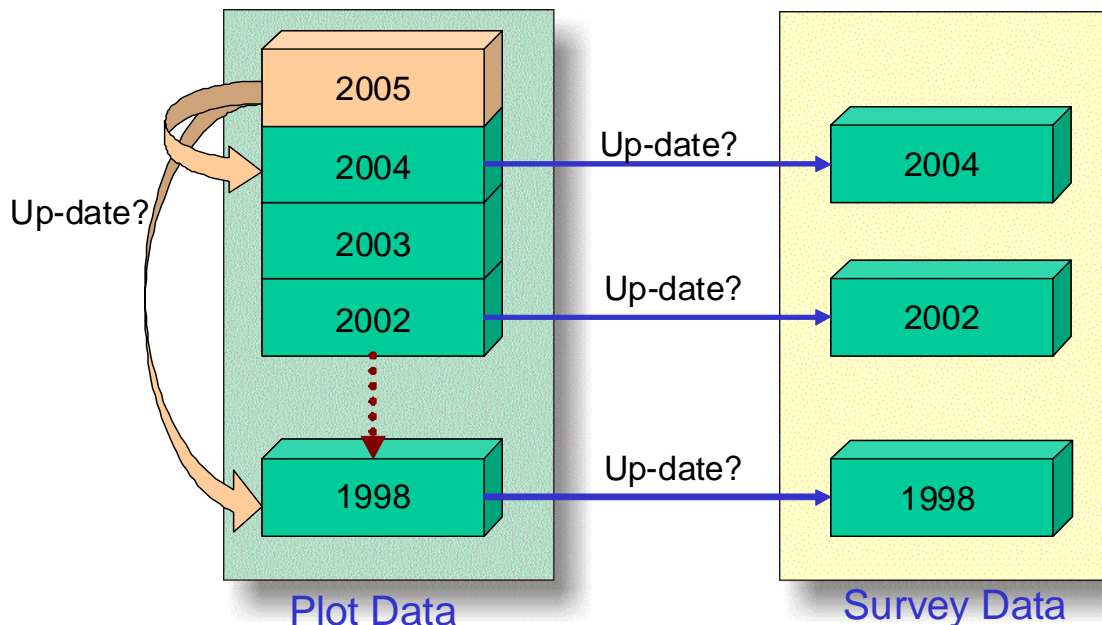 2005
2004
Up-date?
2004
Up-date?
2003
2002
Up-date?
2002
1998
Up-date?
1998
Plot Data
Survey Data